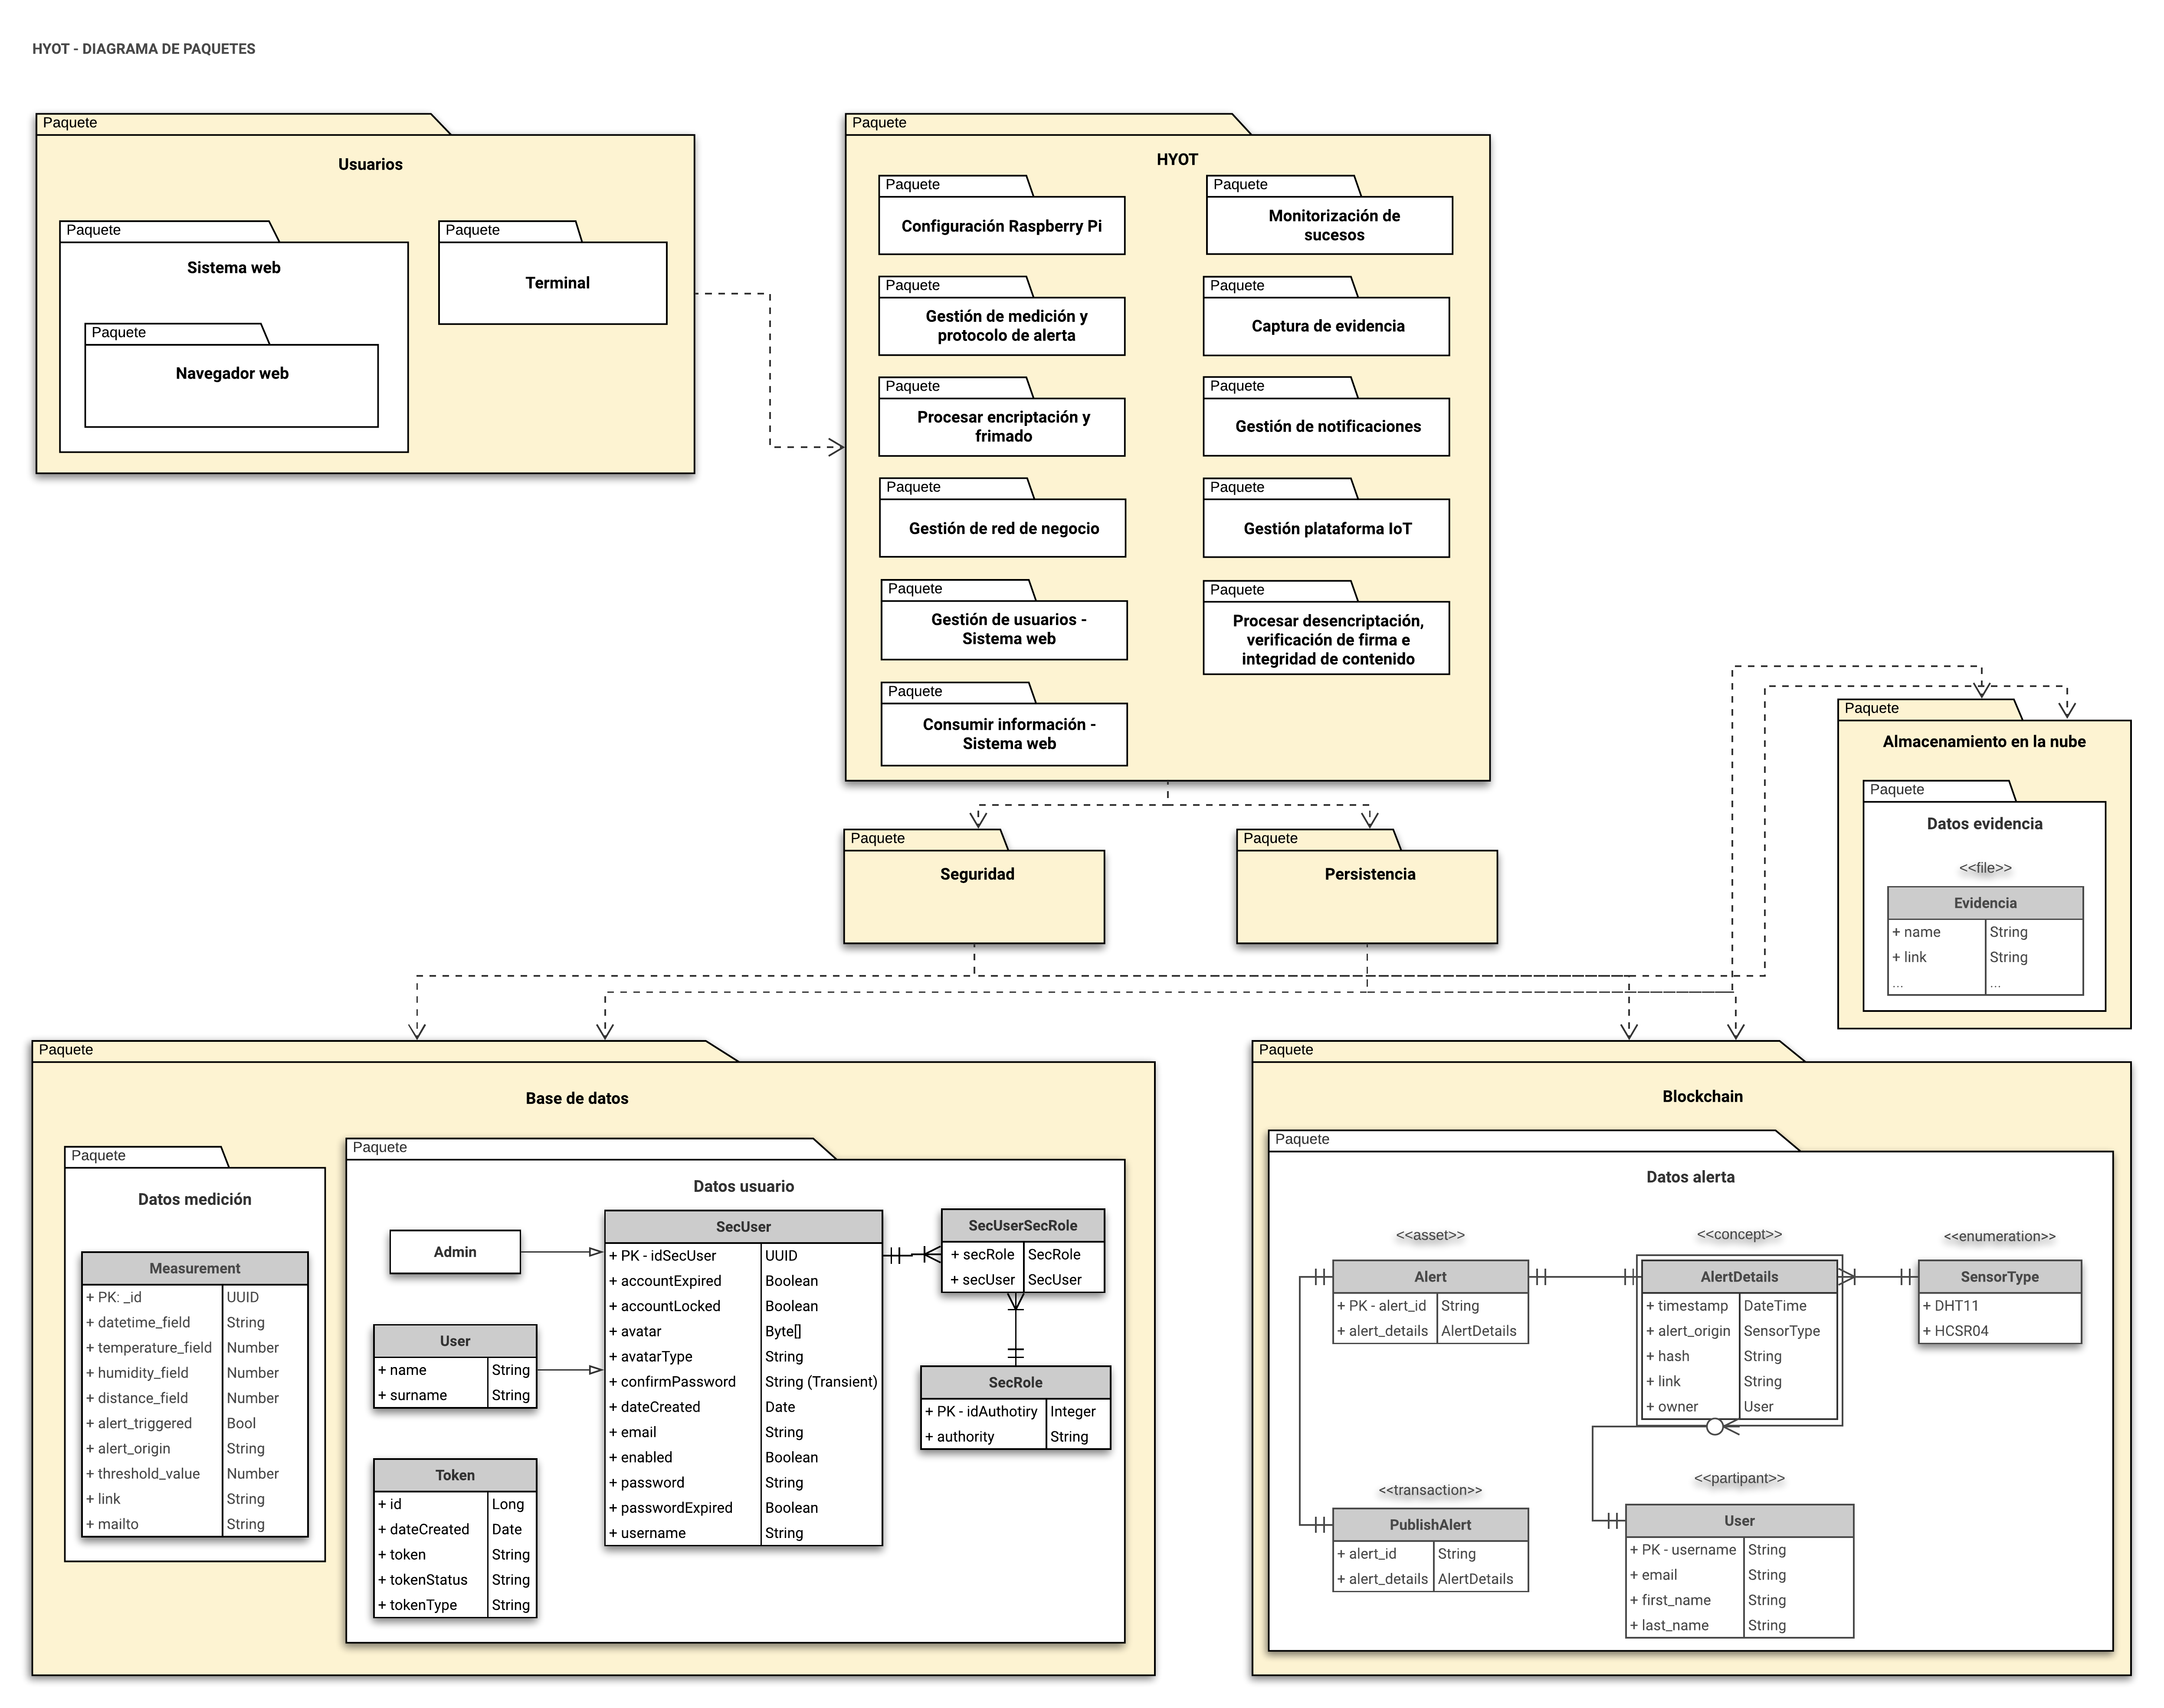 HYOT - DIAGRAMA DE PAQUETES
Paquete
Usuarios
Paquete
Sistema web
Paquete
Navegador web
Paquete
Terminal
Paquete
HYOT
Paquete
Configuración Raspberry Pi
Paquete
Monitorización de
sucesos
Paquete
Gestión de medición y
protocolo de alerta
Paquete
Captura de evidencia
Paquete
Procesar encriptación y
frimado
Paquete
Gestión de notificaciones
Paquete
Gestión de red de negocio
Paquete
Gestión plataforma IoT
Paquete
Gestión de usuarios -
Sistema web
Paquete
Procesar desencriptación,
verificación de firma e
integridad de contenido
Paquete
Consumir información -
Sistema web
Paquete
Seguridad
Paquete
Persistencia
Paquete
Almacenamiento en la nube
Paquete
Datos evidencia
<<file>>
Evidencia
+ name String
+ link String
... ...
Paquete
Base de datos
Paquete
Datos medición
Measurement
+ PK: _id UUID
+ datetime_field String
+ temperature_field Number
+ humidity_field Number
+ distance_field Number
+ alert_triggered Bool
+ alert_origin String
+ threshold_value Number
+ link String
+ mailto String
Paquete
Datos usuario
Admin
User
+ name String
+ surname String
Token
+ id Long
+ dateCreated Date
+ token String
+ tokenStatus String
+ tokenType String
SecUser
+ PK - idSecUser UUID
+ accountExpired Boolean
+ accountLocked Boolean
+ avatar Byte[]
+ avatarType String
+ confirmPassword String (Transient)
+ dateCreated Date
+ email String
+ enabled Boolean
+ password String
+ passwordExpired Boolean
+ username String
SecUserSecRole
+ secRole SecRole
+ secUser SecUser
SecRole
+ PK - idAuthotiry Integer
+ authority String
Paquete
Blockchain
Paquete
Datos alerta
<<asset>>
Alert
+ PK - alert_id String
+ alert_details AlertDetails
<<concept>>
AlertDetails
+ timestamp DateTime
+ alert_origin SensorType
+ hash String
+ link String
+ owner User
<<enumeration>>
SensorType
+ DHT11
+ HCSR04
<<transaction>>
PublishAlert
+ alert_id String
+ alert_details AlertDetails
<<partipant>>
User
+ PK - username String
+ email String
+ first_name String
+ last_name String